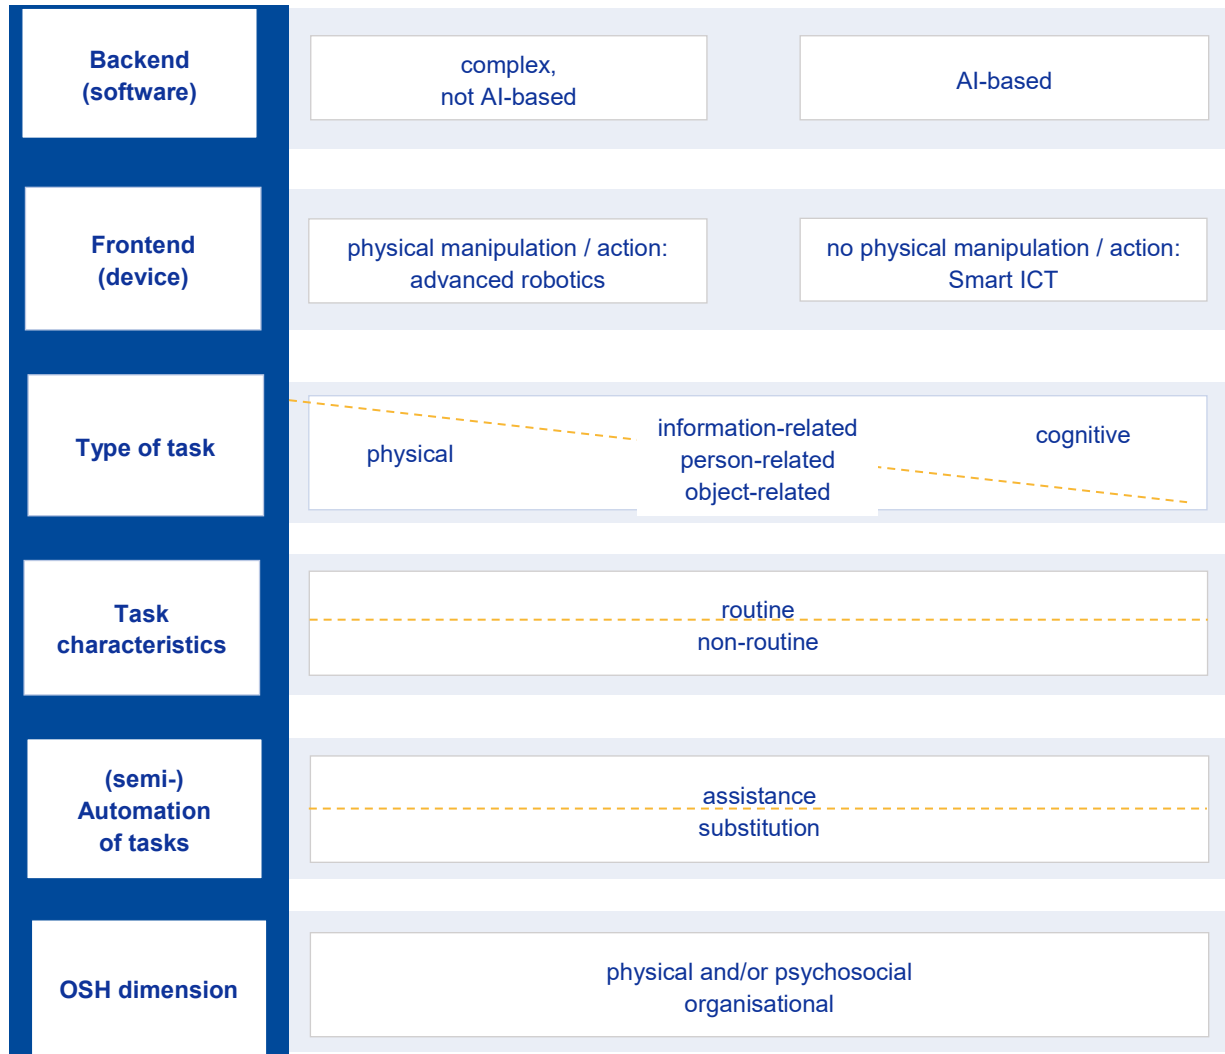 Backend
(software)
complex,
not AI-based
AI-based
Frontend
(device)
physical manipulation / action:
advanced robotics
no physical manipulation / action:
Smart ICT
Type of task
physical
information-related
person-related
object-related
cognitive
Task
characteristics
routine
non-routine
(semi-)
Automation
of tasks
assistance
substitution
OSH dimension
physical and/or psychosocial
organisational